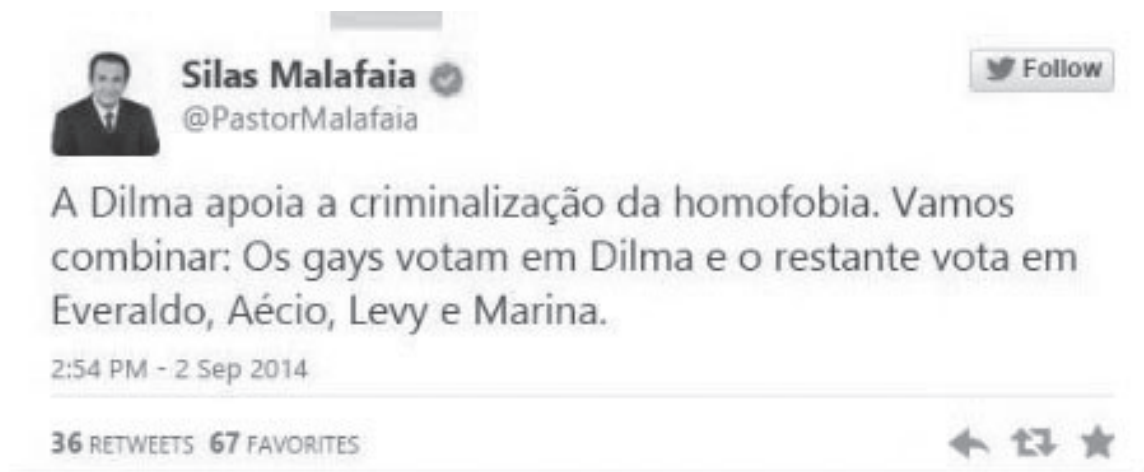 Silas Malafaia
Follow
@PastorMalafaia
A Dilma apoia a criminalização da homofobia. Vamos
combinar: Os gays votam em Dilma e o restante vota em
Everaldo, Aécio, Levy e Marina.
2:54 PM - 2 Sep 2014
36 RETWEETS 67 FAVORITES